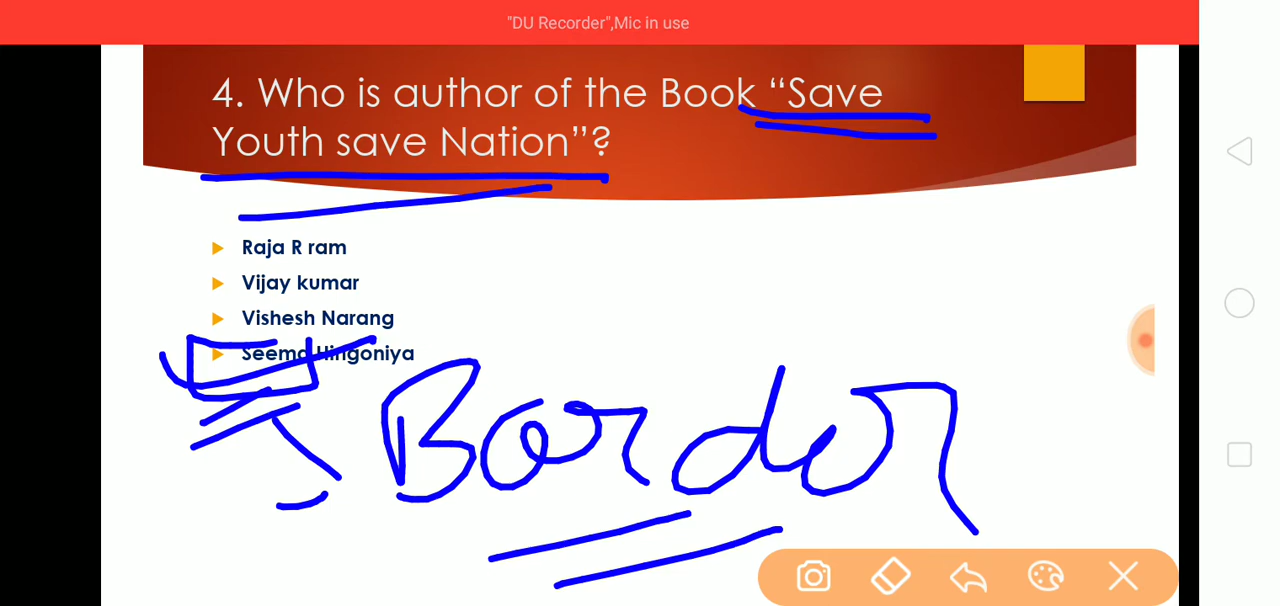 "DU Recorder",Mic in use
4. Who is author of the Book “Save
Youth save Nation”?
Raja R ram
Vijay kumar
Vishesh Narang
Seema Hingoniya
Border